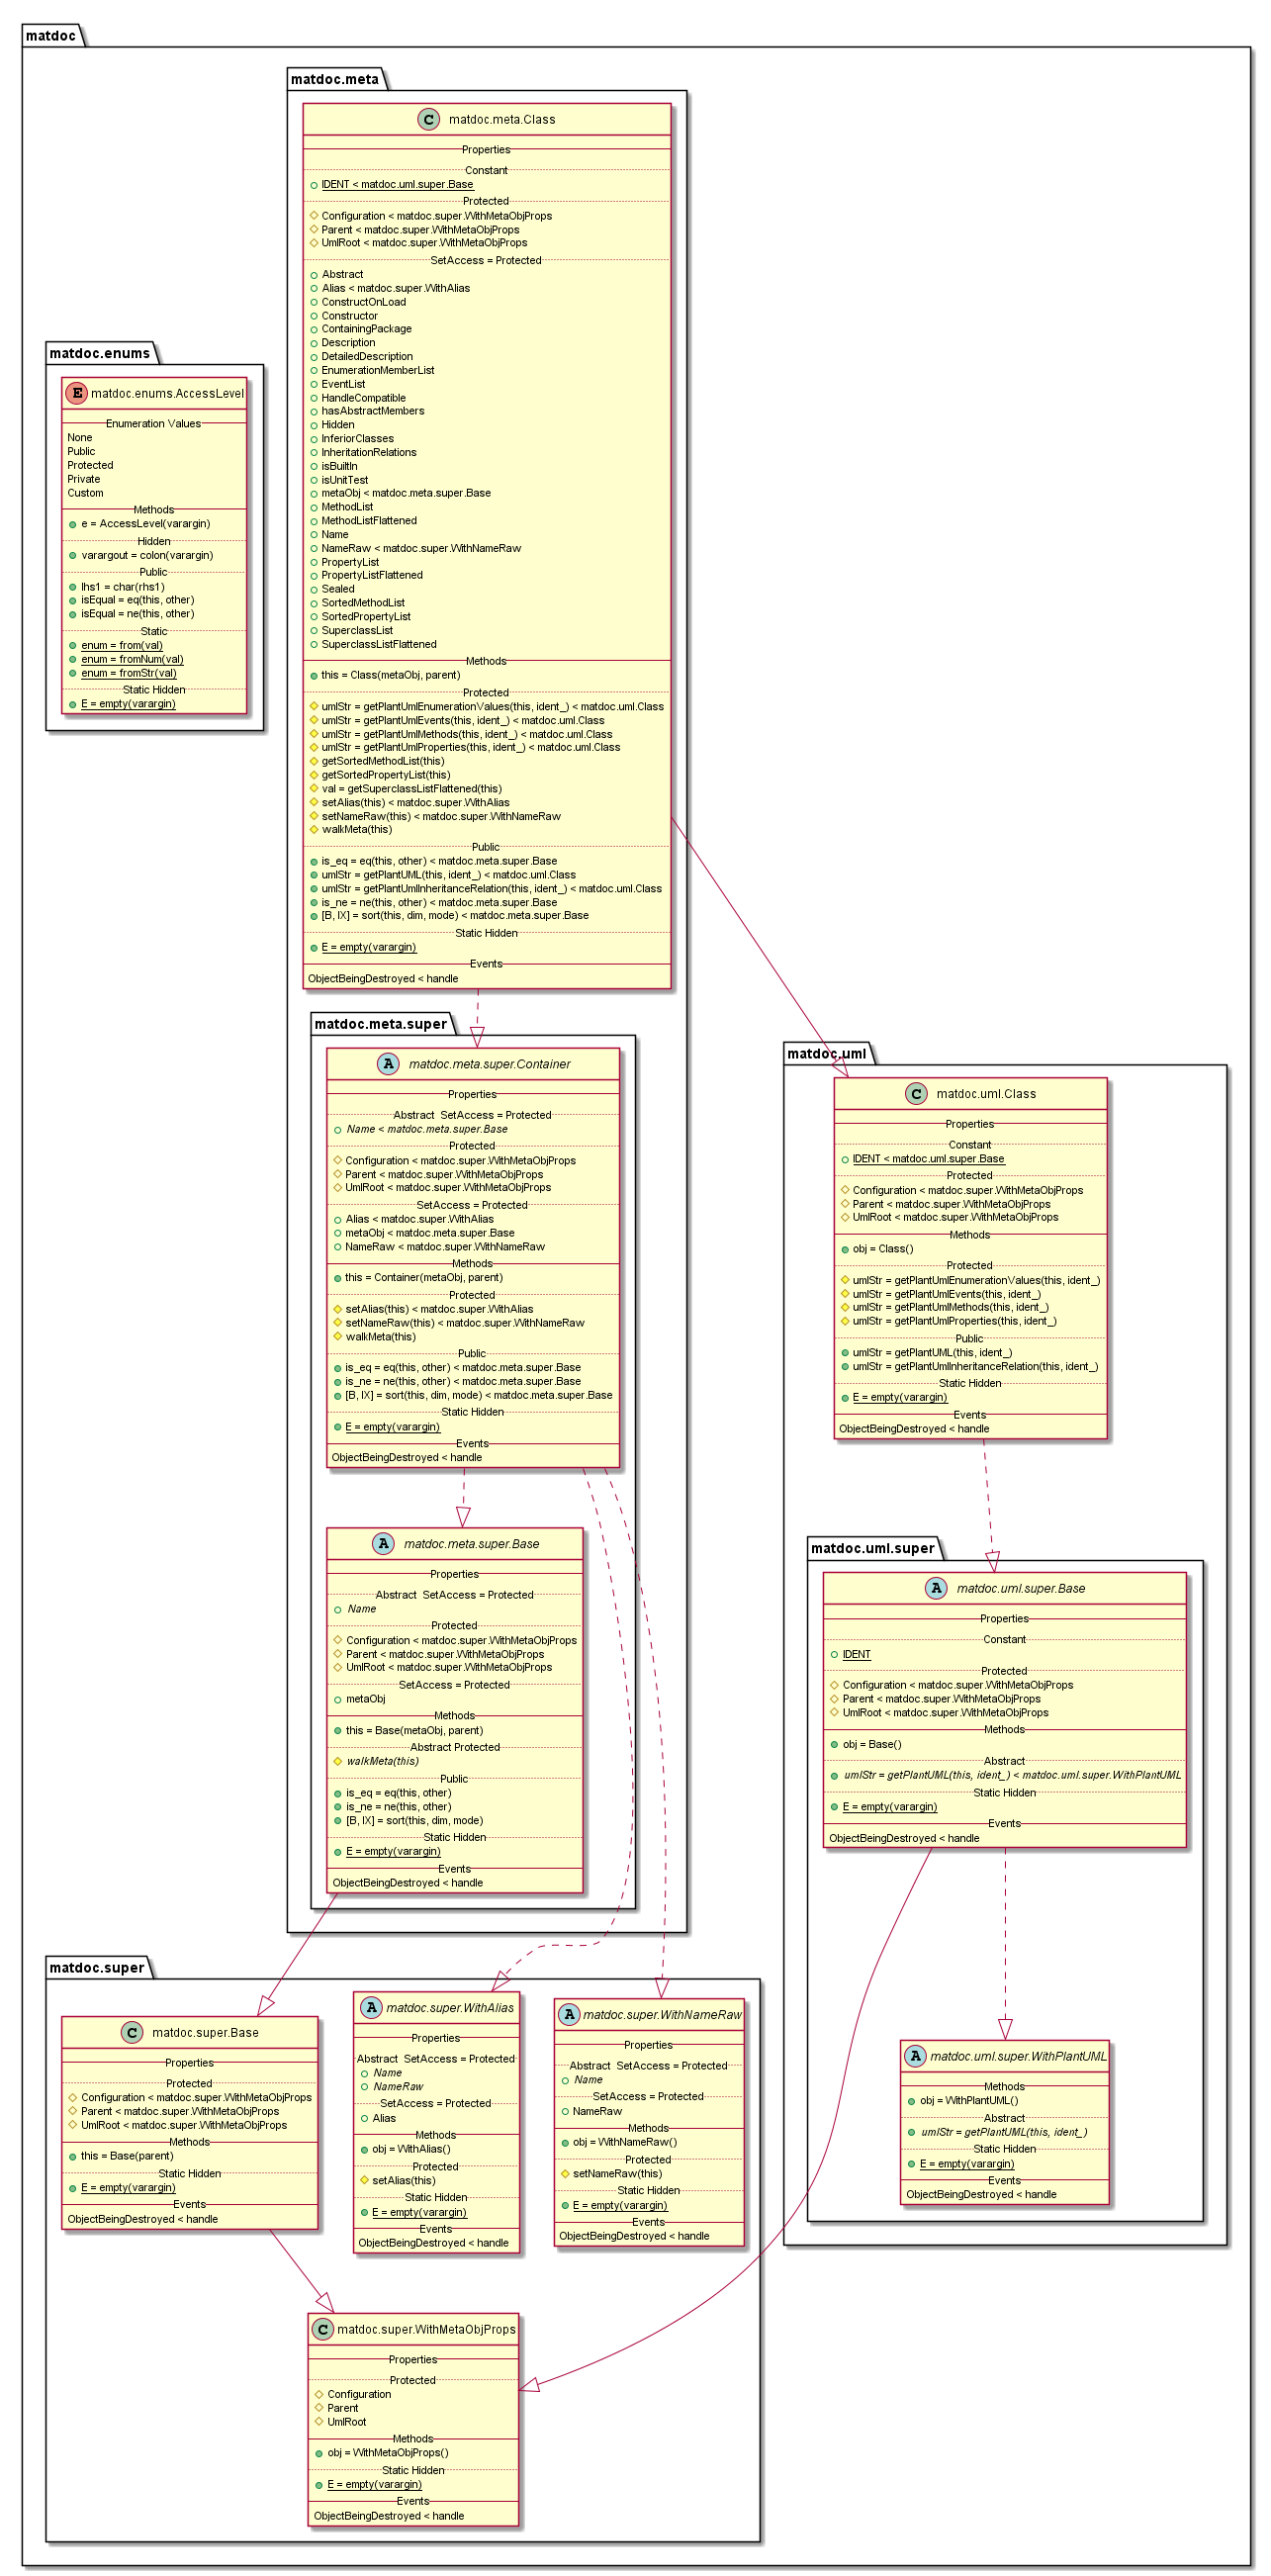 matdoc
matdoc.meta
matdoc.meta.Class
Properties
Constant
IDENT < matdoc.uml.super.Base
Protected
Configuration < matdoc.super.WithMetaObjProps
Parent < matdoc.super.WithMetaObjProps
UmlRoot < matdoc.super.WithMetaObjProps
SetAccess = Protected
Abstract
Alias < matdoc.super.WithAlias
ConstructOnLoad
Constructor
ContainingPackage
Description
DetailedDescription
EnumerationMemberList
EventList
HandleCompatible
hasAbstractMembers
Hidden
InferiorClasses
InheritationRelations
isBuiltIn
isUnitTest
metaObj < matdoc.meta.super.Base
MethodList
MethodListFlattened
Name
NameRaw < matdoc.super.WithNameRaw
PropertyList
PropertyListFlattened
Sealed
SortedMethodList
SortedPropertyList
SuperclassList
SuperclassListFlattened
Methods
this = Class(metaObj, parent)
Protected
umlStr = getPlantUmlEnumerationValues(this, ident_) < matdoc.uml.Class
umlStr = getPlantUmlEvents(this, ident_) < matdoc.uml.Class
umlStr = getPlantUmlMethods(this, ident_) < matdoc.uml.Class
umlStr = getPlantUmlProperties(this, ident_) < matdoc.uml.Class
getSortedMethodList(this)
getSortedPropertyList(this)
val = getSuperclassListFlattened(this)
setAlias(this) < matdoc.super.WithAlias
setNameRaw(this) < matdoc.super.WithNameRaw
walkMeta(this)
Public
is_eq = eq(this, other) < matdoc.meta.super.Base
umlStr = getPlantUML(this, ident_) < matdoc.uml.Class
umlStr = getPlantUmlInheritanceRelation(this, ident_) < matdoc.uml.Class
is_ne = ne(this, other) < matdoc.meta.super.Base
[B, IX] = sort(this, dim, mode) < matdoc.meta.super.Base
Static Hidden
E = empty(varargin)
Events
ObjectBeingDestroyed < handle
matdoc.enums
E matdoc.enums.AccessLevel
Enumeration Values
None
Public
Protected
Private
Custom
Methods
e = AccessLevel(varargin)
Hidden
varargout = colon(varargin)
Public
lhs1 = char(rhs1)
isEqual = eq(this, other)
isEqual = ne(this, other)
Static
enum = from(val)
enum = fromNum(val)
enum = fromStr(val)
Static Hidden
E = empty(varargin)
matdoc.meta.super
A matdoc.meta.super.Container
Properties
Abstract SetAccess = Protected
Name < matdoc.meta.super.Base
Protected
Configuration < matdoc.super.WithMetaObjProps
Parent < matdoc.super.WithMetaObjProps
UmlRoot < matdoc.super.WithMetaObjProps
SetAccess = Protected
Alias < matdoc.super.WithAlias
metaObj < matdoc.meta.super.Base
NameRaw < matdoc.super.WithNameRaw
Methods
this = Container(metaObj, parent)
Protected
setAlias(this) < matdoc.super.WithAlias
setNameRaw(this) < matdoc.super.WithNameRaw
walkMeta(this)
Public
is_eq = eq(this, other) < matdoc.meta.super.Base
is_ne = ne(this, other) < matdoc.meta.super.Base
[B, IX] = sort(this, dim, mode) < matdoc.meta.super.Base
Static Hidden
E = empty(varargin)
Events
ObjectBeingDestroyed < handle
A matdoc.meta.super.Base
Properties
Abstract SetAccess = Protected
Name
Protected
Configuration < matdoc.super.WithMetaObjProps
Parent < matdoc.super.WithMetaObjProps
UmlRoot < matdoc.super.WithMetaObjProps
SetAccess = Protected
metaObj
Methods
this = Base(metaObj, parent)
Abstract Protected
walkMeta(this)
Public
is_eq = eq(this, other)
is_ne = ne(this, other)
[B, IX] = sort(this, dim, mode)
Static Hidden
E = empty(varargin)
Events
ObjectBeingDestroyed < handle
matdoc.uml
C matdoc.uml.Class
Properties
Constant
IDENT < matdoc.uml.super.Base
Protected
Configuration < matdoc.super.WithMetaObjProps
Parent < matdoc.super.WithMetaObjProps
UmlRoot < matdoc.super.WithMetaObjProps
Methods
obj = Class()
Protected
umlStr = getPlantUmlEnumerationValues(this, ident_)
umlStr = getPlantUmlEvents(this, ident_)
umlStr = getPlantUmlMethods(this, ident_)
umlStr = getPlantUmlProperties(this, ident_)
Public
umlStr = getPlantUML(this, ident_)
umlStr = getPlantUmlInheritanceRelation(this, ident_)
Static Hidden
E = empty(varargin)
Events
ObjectBeingDestroyed < handle
matdoc.uml.super
A matdoc.uml.super.Base
Properties
Constant
IDENT
Protected
Configuration < matdoc.super.WithMetaObjProps
Parent < matdoc.super.WithMetaObjProps
UmlRoot < matdoc.super.WithMetaObjProps
Methods
obj = Base()
Abstract
umlStr = getPlantUML(this, ident_) < matdoc.uml.super.WithPlantUML
Static Hidden
E = empty(varargin)
Events
ObjectBeingDestroyed < handle
A matdoc.uml.super.WithPlantUML
Methods
obj = WithPlantUML()
Abstract
umlStr = getPlantUML(this, ident_)
Static Hidden
E = empty(varargin)
Events
ObjectBeingDestroyed < handle
matdoc.super
C matdoc.super.Base
Properties
Protected
Configuration < matdoc.super.WithMetaObjProps
Parent < matdoc.super.WithMetaObjProps
UmlRoot < matdoc.super.WithMetaObjProps
Methods
this = Base(parent)
Static Hidden
E = empty(varargin)
Events
ObjectBeingDestroyed < handle
A matdoc.super.WithAlias
Properties
Abstract SetAccess = Protected
Name
NameRaw
SetAccess = Protected
Alias
Methods
obj = WithAlias()
Protected
setAlias(this)
Static Hidden
E = empty(varargin)
Events
ObjectBeingDestroyed < handle
A matdoc.super.WithNameRaw
Properties
Abstract SetAccess = Protected
Name
SetAccess = Protected
NameRaw
Methods
obj = WithNameRaw()
Protected
setNameRaw(this)
Static Hidden
E = empty(varargin)
Events
ObjectBeingDestroyed < handle
C matdoc.super.WithMetaObjProps
Properties
Protected
Configuration
Parent
UmlRoot
Methods
obj = WithMetaObjProps()
Static Hidden
E = empty(varargin)
Events
ObjectBeingDestroyed < handle